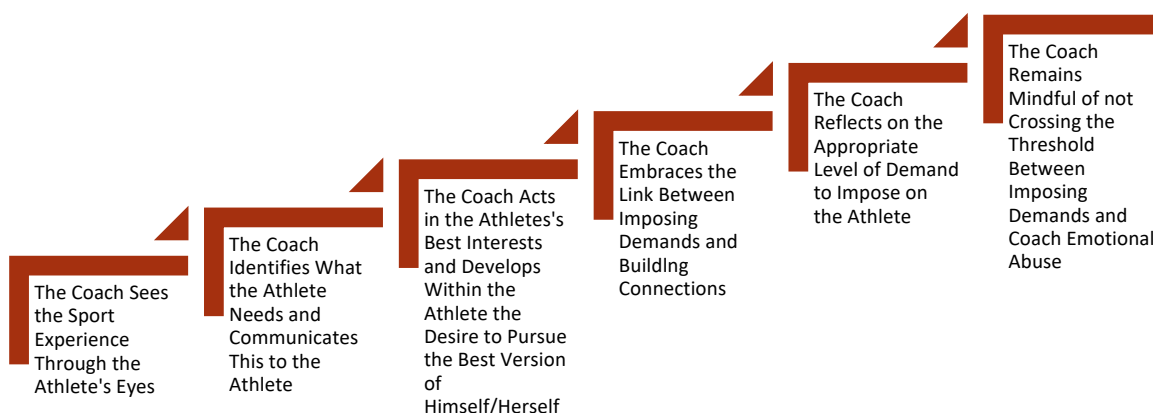 The Coach Sees
the Sport
Experience
Through the
Athlete's Eyes
The Coach
Identifies What
the Athlete
Needs and
Communicates
This to the
Athlete
The Coach Acts
in the Athletes's
Best Interests
and Develops
Within the
Athlete the
Desire to Pursue
the Best Version
of
Himself/Herself
The Coach
Embraces the
Link Between
Imposing
Demands and
Buildlng
Connections
The Coach
Reflects on the
Appropriate
Level of Demand
to Impose on
the Athlete
The Coach
Remains
Mindful of not
Crossing the
Threshold
Between
Imposing
Demands and
Coach Emotional
Abuse